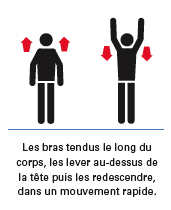 Les bras tendus le long du
corps, les lever au-dessus de
la tête puis les redescendre,
dans un mouvement rapide.